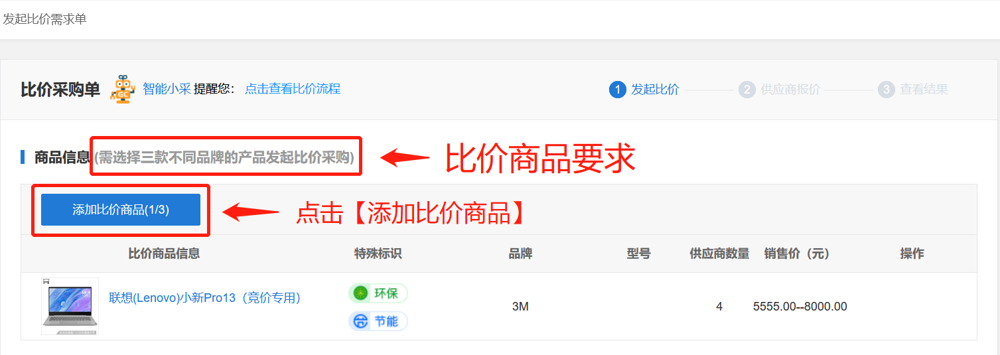 发起比价需求单
比价采购单 GC 智能小采 提醒您： 点击查看比价流程 1 发起比价 2 供应商报价 3 查看结果
商品信息 (需选择三款不同品牌的产品发起比价采购) 比价商品要求
添加比价商品(1/3) 点击【添加比价商品】
比价商品信息 特殊标识 品牌 型号 供应商数量 销售价（元） 操作
联想(Lenovo)小新Pro13（竞价专用） 环保
3M 4 5555.00--8000.00
节能